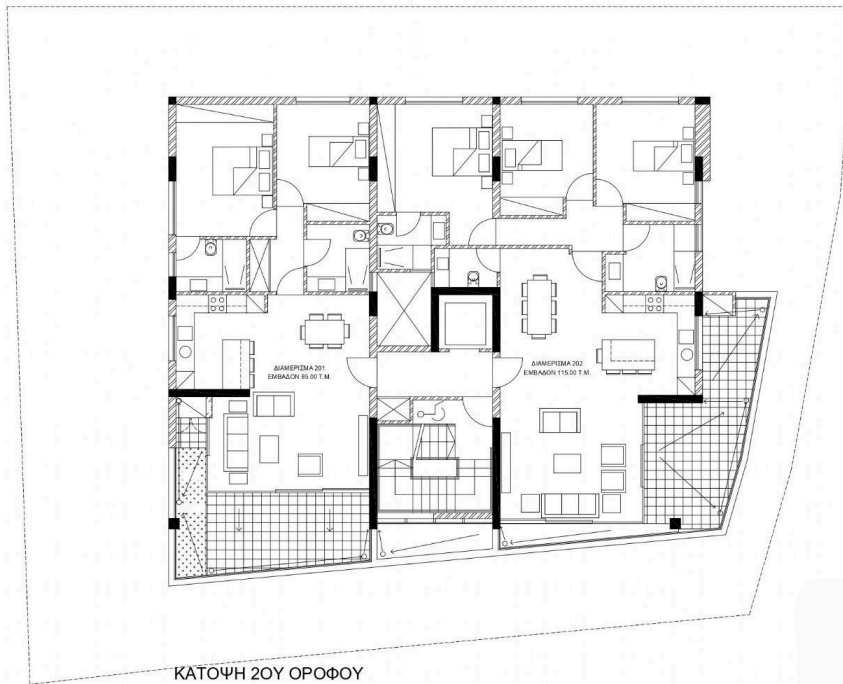 ΔΙΑΜΕΡΙΣΜΑ 201
ΕΜΒΑΔΟΝ 85.00 Τ.Μ.
ΔΙΑΜΕΡΙΣΜΑ 202
ΕΜΒΑΔΟΝ 115.00 Τ.Μ.
ΚΑΤΟΨΗ 2ΟΥ ΟΡΟΦΟΥ